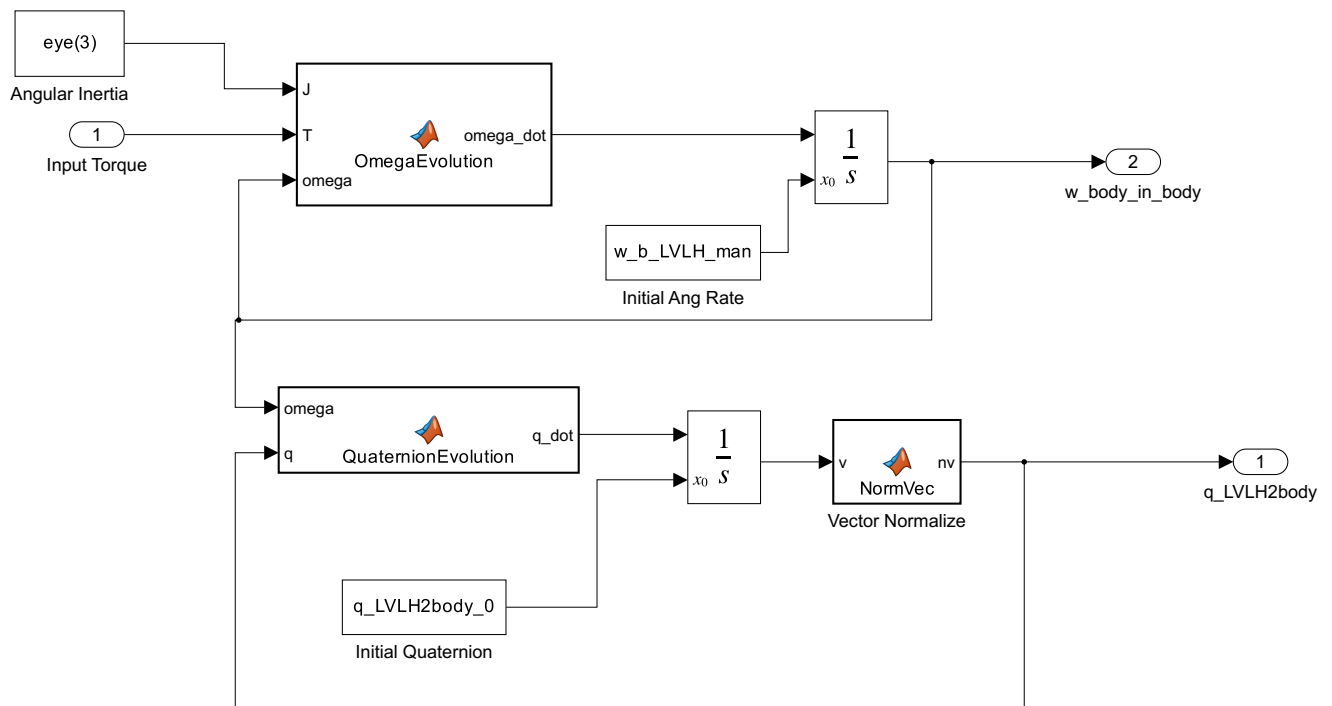 eye(3)
Angular Inertia
1
Input Torque
J
T
omega
omega_dot
OmegaEvolution
1
s
x0
w_b_LVLH_man
Initial Ang Rate
2
w_body_in_body
omega
q
q_dot
QuaternionEvolution
1
s
x0
v
nv
NormVec
Vector Normalize
1
q_LVLH2body
q_LVLH2body_0
Initial Quaternion